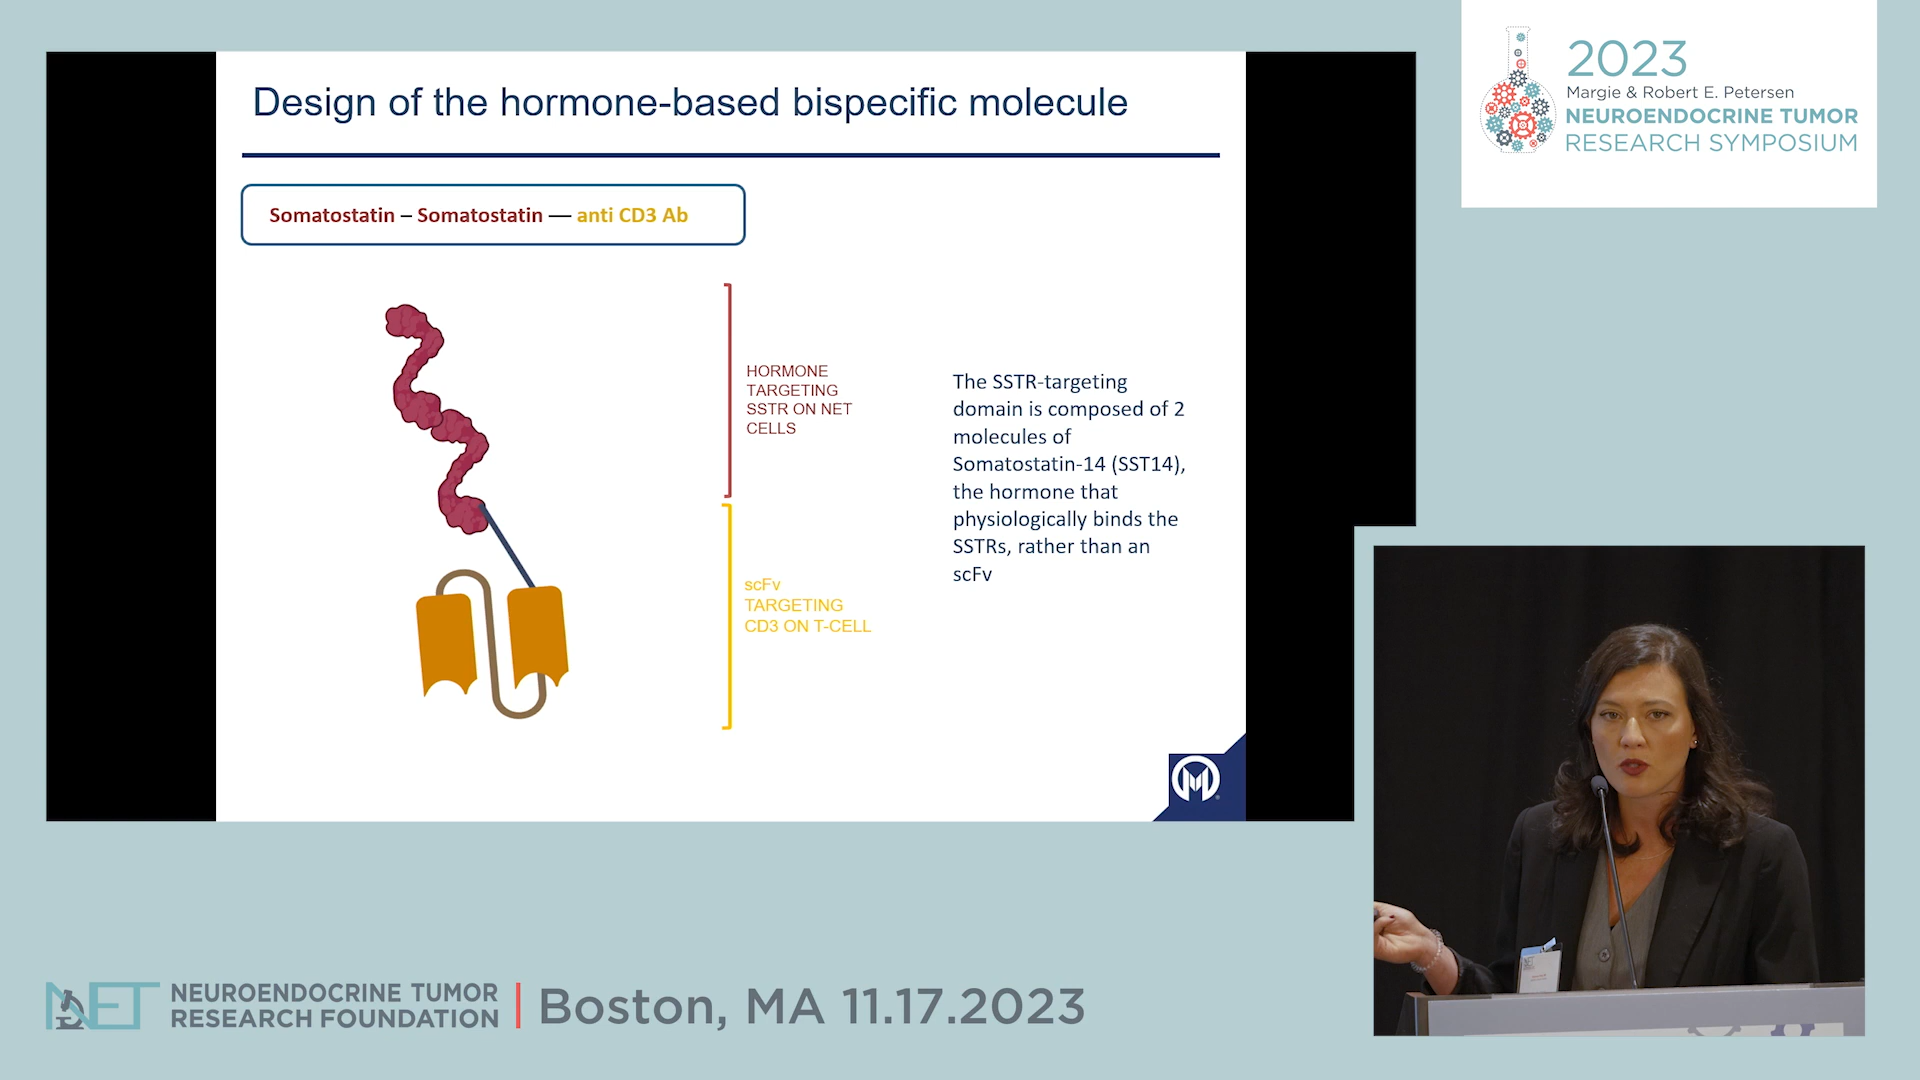 Design of the hormone-based bispecific molecule
Somatostatin – Somatostatin — anti CD3 Ab
HORMONE
TARGETING
SSTR ON NET
CELLS
scFv
TARGETING
CD3 ON T-CELL
The SSTR-targeting
domain is composed of 2
molecules of
Somatostatin-14 (SST14),
the hormone that
physiologically binds the
SSTRs, rather than an
scFv
2023
Margie & Robert E. Petersen
NEUROENDOCRINE TUMOR
RESEARCH SYMPOSIUM
NET
NEUROENDOCRINE TUMOR
RESEARCH FOUNDATION
Boston, MA 11.17.2023